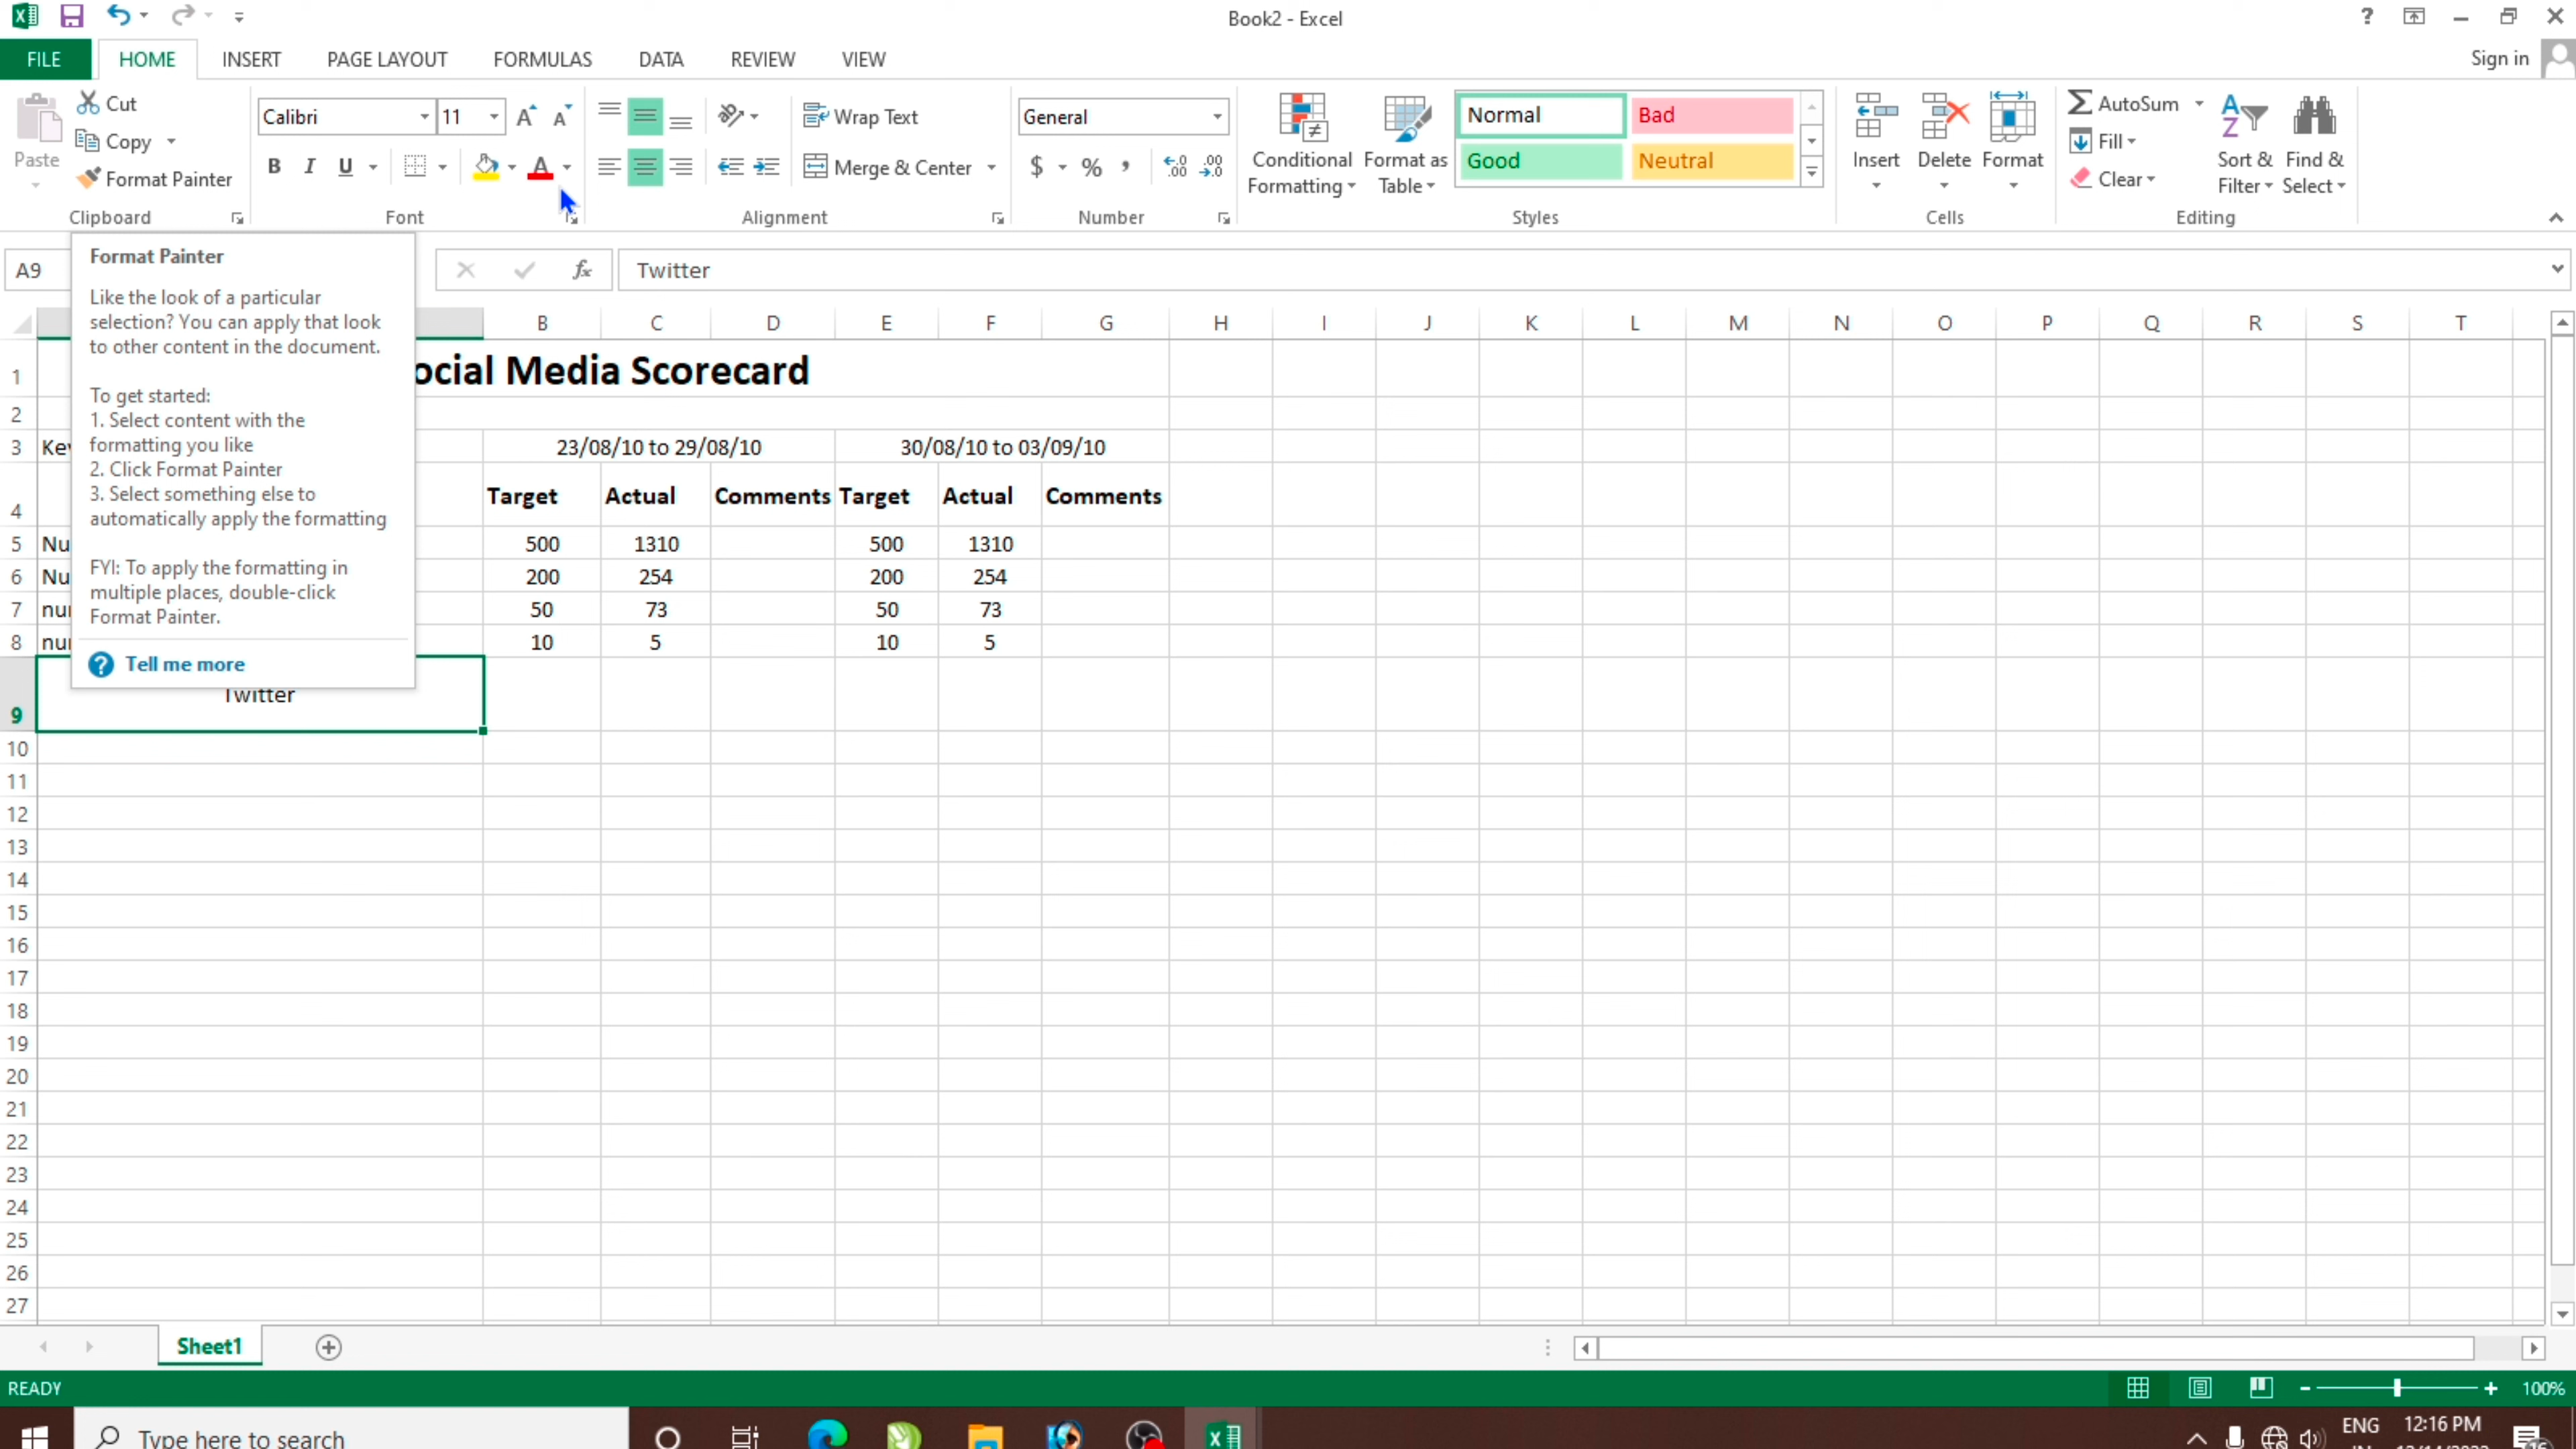 Book2 - Excel
?
FILE HOME INSERT PAGE LAYOUT FORMULAS DATA REVIEW VIEW Sign in
Paste
Cut
Copy
Format Painter
Clipboard
Calibri 11
B I U
Font
Wrap Text
Merge & Center
Alignment
General
$ % ,
Number
Conditional Formatting
Format as Table
Normal Bad
Good Neutral
Styles
Insert Delete Format
Cells
AutoSum
Fill
Clear
Sort & Filter
Find & Select
Editing
A9 fx Twitter
Format Painter
Like the look of a particular
selection? You can apply that look
to other content in the document.
To get started:
1. Select content with the
formatting you like
2. Click Format Painter
3. Select something else to
automatically apply the formatting
FYI: To apply the formatting in
multiple places, double-click
Format Painter.
? Tell me more
B C D E F G H I J K L M N O P Q R S T
1 ocial Media Scorecard
2
3 Key 23/08/10 to 29/08/10 30/08/10 to 03/09/10
4 Target Actual Comments Target Actual Comments
5 Nu 500 1310 500 1310
6 Nu 200 254 200 254
7 nu 50 73 50 73
8 nu 10 5 10 5
9 Twitter
10
11
12
13
14
15
16
17
18
19
20
21
22
23
24
25
26
27
Sheet1
READY 100%
Type here to search
ENG 12:16 PM